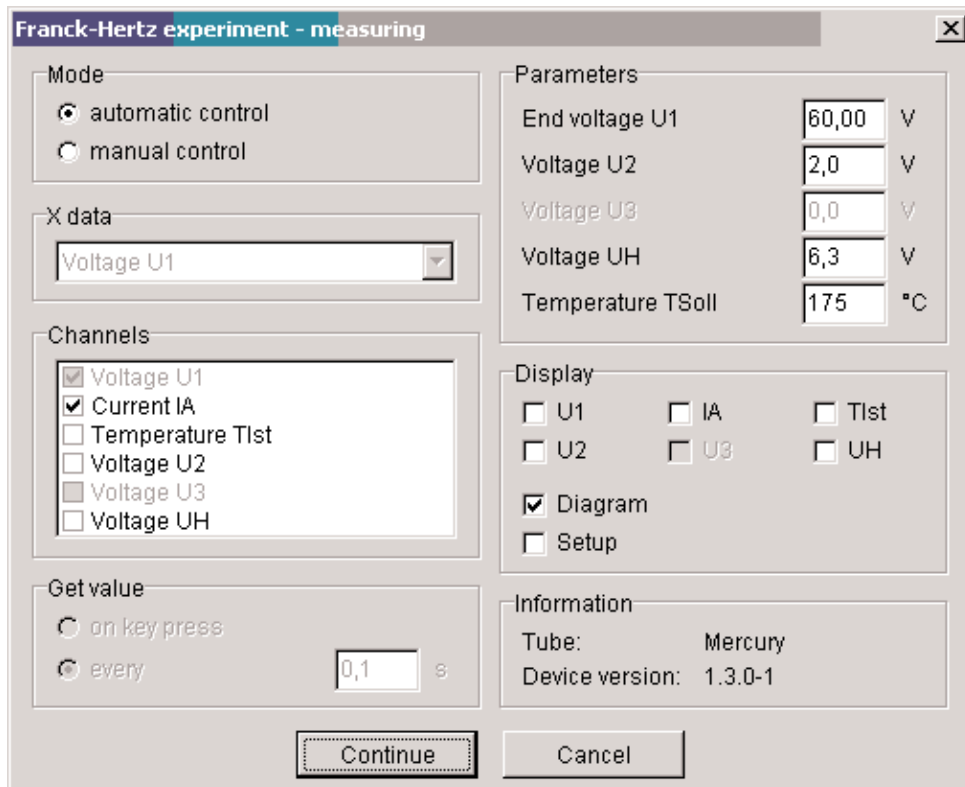 Franck-Hertz experiment - measuring
Mode
automatic control
manual control
X data
Voltage U1
Channels
Voltage U1
Current IA
Temperature TIst
Voltage U2
Voltage U3
Voltage UH
Get value
on key press
every 0,1 s
Parameters
End voltage U1 60,00 V
Voltage U2 2,0 V
Voltage U3 0,0 V
Voltage UH 6,3 V
Temperature TSoll 175 °C
Display
U1 IA TIst
U2 U3 UH
Diagram
Setup
Information
Tube: Mercury
Device version: 1.3.0-1
Continue Cancel